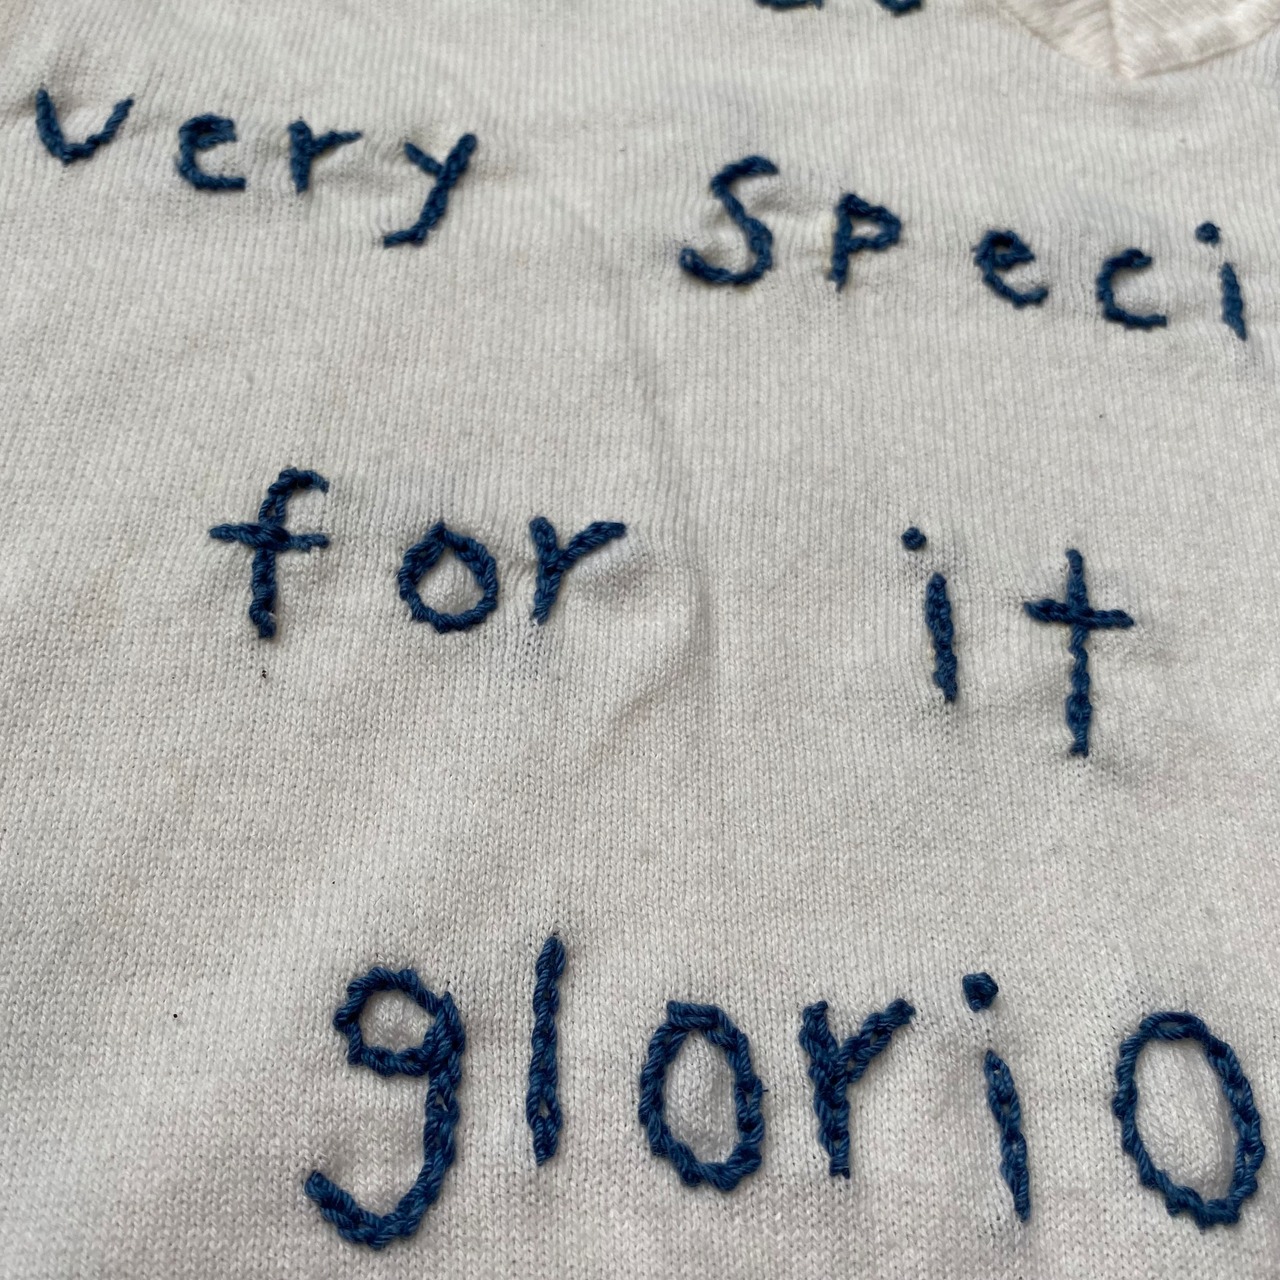 very speci
for it
glorio